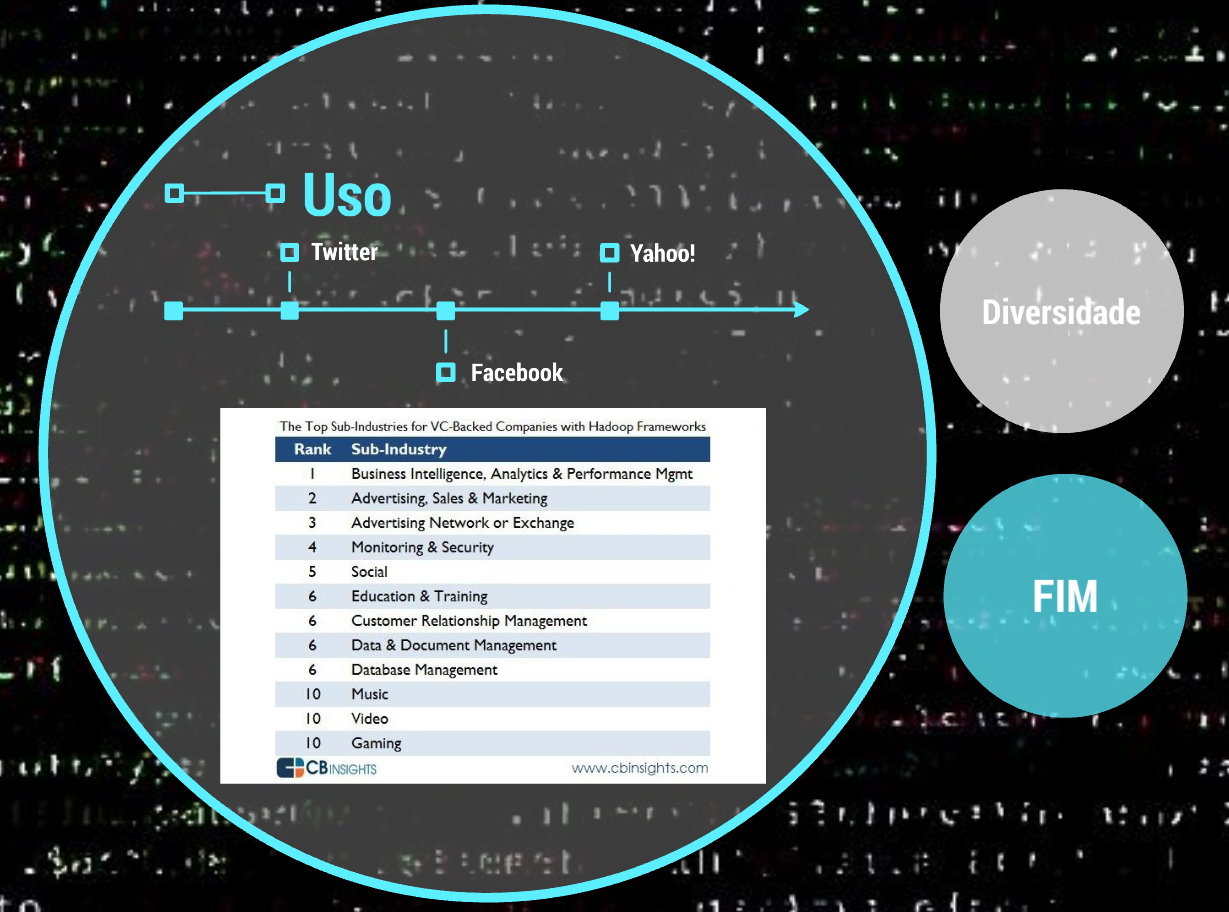 Uso
Twitter
Yahoo!
Facebook
The Top Sub-Industries for VC-Backed Companies with Hadoop Frameworks
Rank Sub-Industry
1 Business Intelligence, Analytics & Performance Mgmt
2 Advertising, Sales & Marketing
3 Advertising Network or Exchange
4 Monitoring & Security
5 Social
6 Education & Training
6 Customer Relationship Management
6 Data & Document Management
6 Database Management
10 Music
10 Video
10 Gaming
CB INSIGHTS www.cbinsights.com
Diversidade
FIM